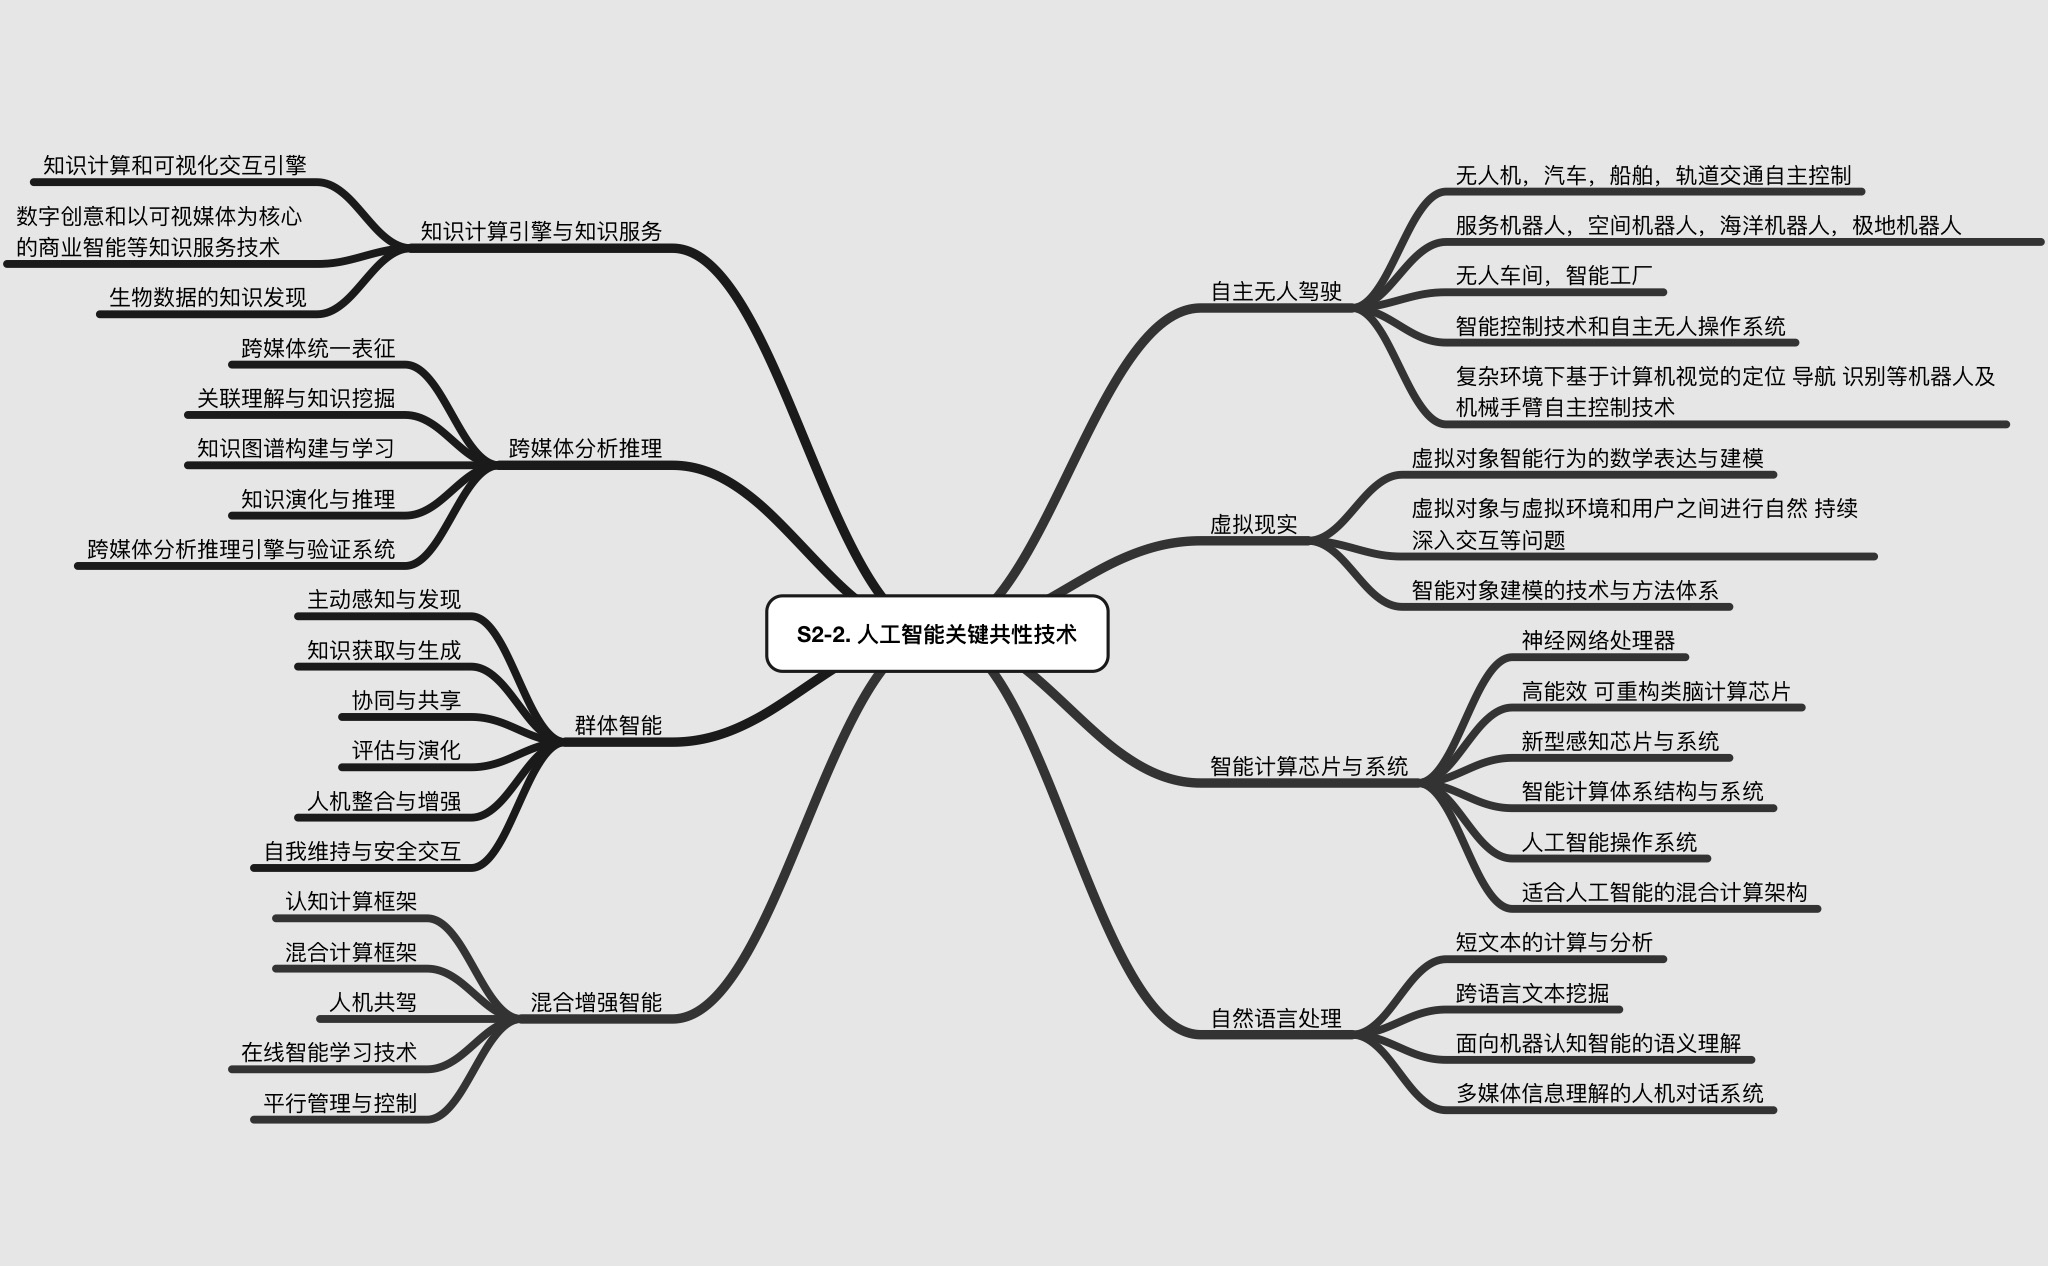 S2-2. 人工智能关键共性技术
知识计算引擎与知识服务
知识计算和可视化交互引擎
数字创意和以可视媒体为核心
的商业智能等知识服务技术
生物数据的知识发现
跨媒体分析推理
跨媒体统一表征
关联理解与知识挖掘
知识图谱构建与学习
知识演化与推理
跨媒体分析推理引擎与验证系统
群体智能
主动感知与发现
知识获取与生成
协同与共享
评估与演化
人机整合与增强
自我维持与安全交互
混合增强智能
认知计算框架
混合计算框架
人机共驾
在线智能学习技术
平行管理与控制
自主无人驾驶
无人机，汽车，船舶，轨道交通自主控制
服务机器人，空间机器人，海洋机器人，极地机器人
无人车间，智能工厂
智能控制技术和自主无人操作系统
复杂环境下基于计算机视觉的定位 导航 识别等机器人及
机械手臂自主控制技术
虚拟现实
虚拟对象智能行为的数学表达与建模
虚拟对象与虚拟环境和用户之间进行自然 持续
深入交互等问题
智能对象建模的技术与方法体系
智能计算芯片与系统
神经网络处理器
高能效 可重构类脑计算芯片
新型感知芯片与系统
智能计算体系结构与系统
人工智能操作系统
适合人工智能的混合计算架构
自然语言处理
短文本的计算与分析
跨语言文本挖掘
面向机器认知智能的语义理解
多媒体信息理解的人机对话系统